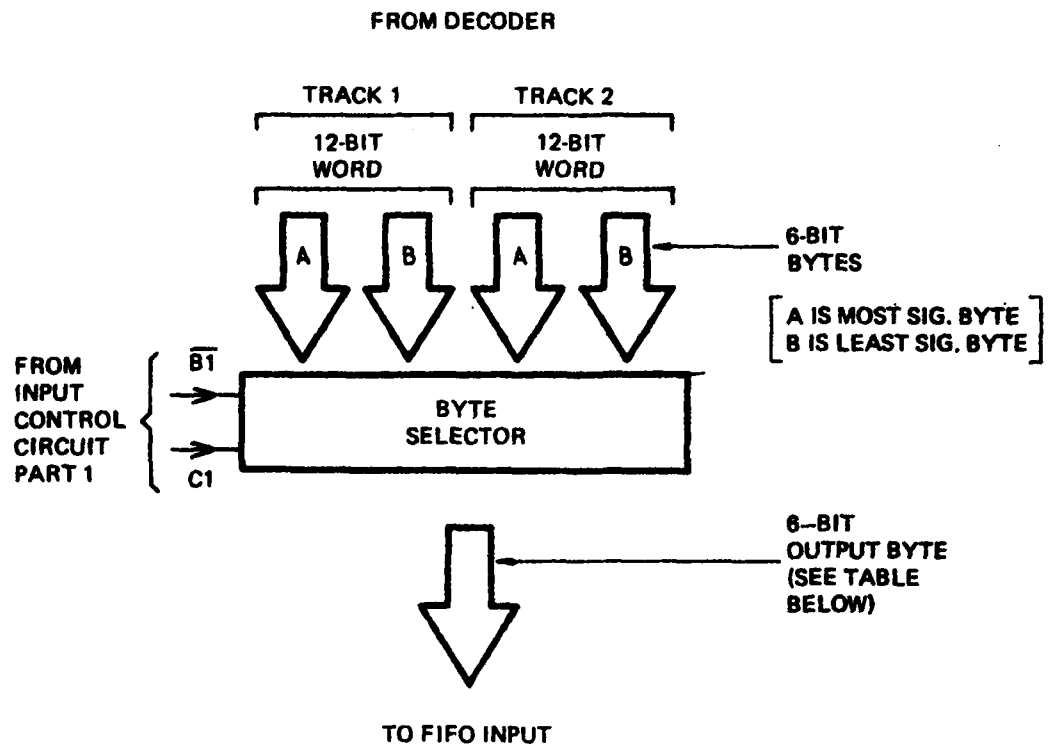 FROM DECODER
TRACK 1 TRACK 2
12-BIT WORD 12-BIT WORD
A B A B
6-BIT
BYTES
A IS MOST SIG. BYTE
B IS LEAST SIG. BYTE
FROM
INPUT
CONTROL
CIRCUIT
PART 1
B̅1̅
C1
BYTE
SELECTOR
6-BIT
OUTPUT BYTE
(SEE TABLE
BELOW)
TO FIFO INPUT